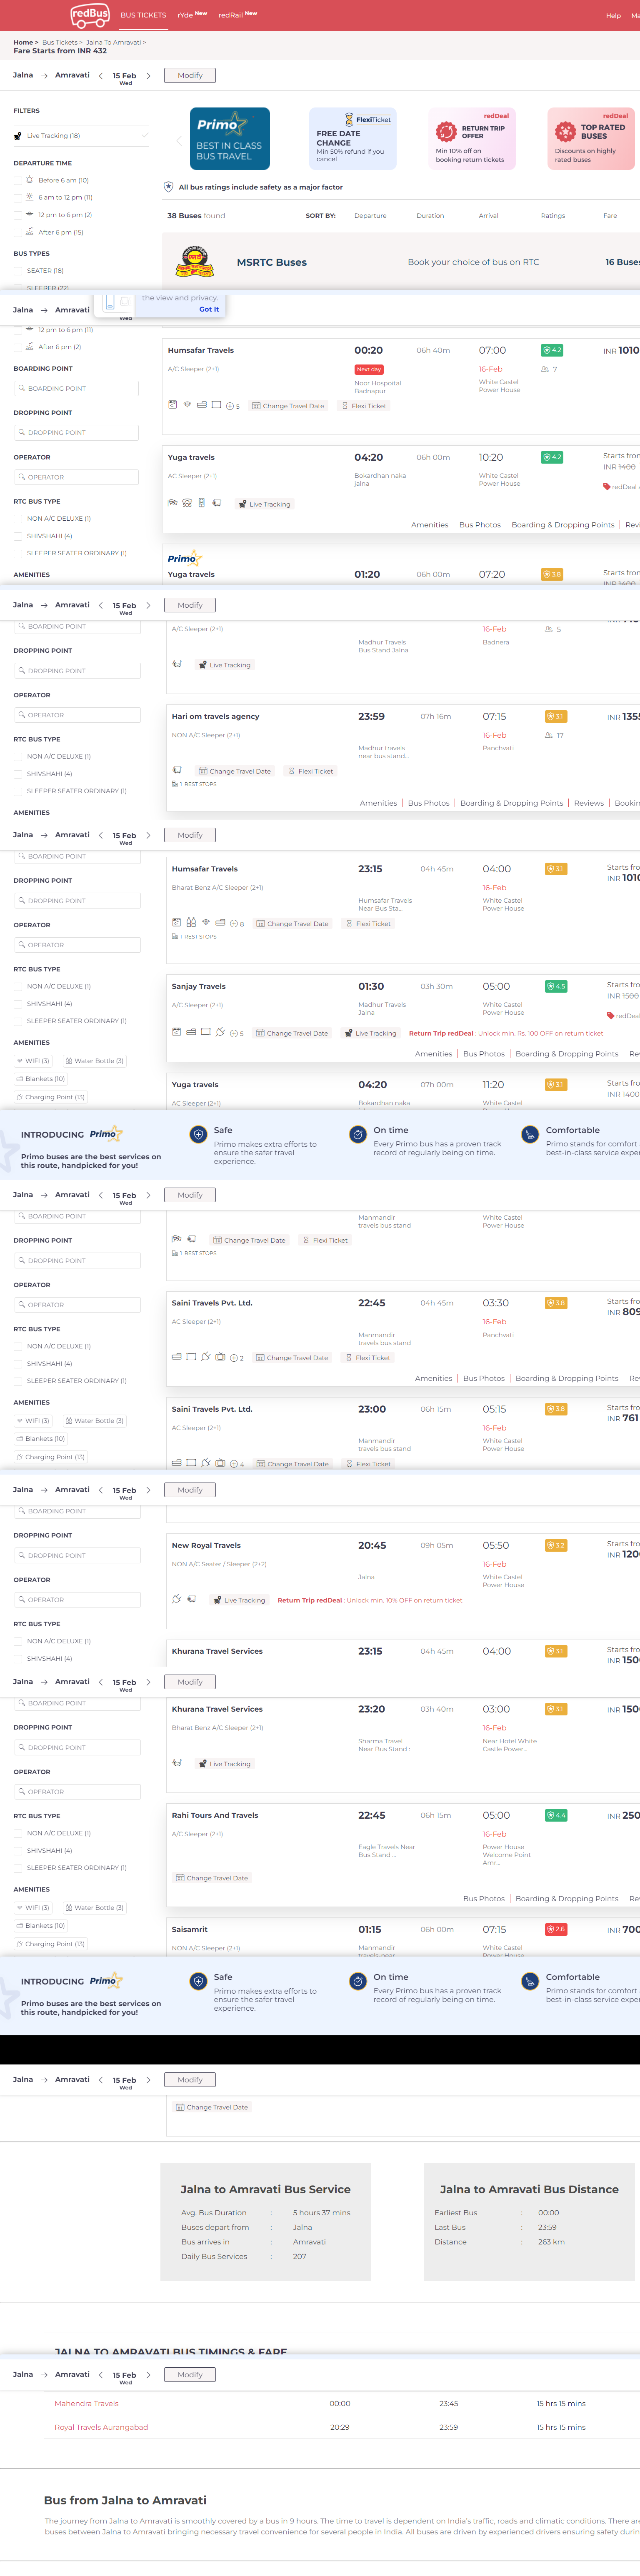 redBus BUS TICKETS rYde New redRail New Help
Home > Bus Tickets > Jalna To Amravati >
Fare Starts from INR 432
Jalna → Amravati < 15 Feb > Modify
Wed
FILTERS
Live Tracking (18)
DEPARTURE TIME
Before 6 am (10)
6 am to 12 pm (11)
12 pm to 6 pm (2)
After 6 pm (15)
BUS TYPES
SEATER (18)
SLEEPER (22)
Primo
BEST IN CLASS
BUS TRAVEL
FlexiTicket
FREE DATE
CHANGE
Min 50% refund if you
cancel
redDeal
RETURN TRIP
OFFER
Min 10% off on
booking return tickets
redDeal
TOP RATED
BUSES
Discounts on highly
rated buses
All bus ratings include safety as a major factor
38 Buses found SORT BY: Departure Duration Arrival Ratings Fare
MSRTC Buses Book your choice of bus on RTC 16 Buses
the view and privacy.
Got It
Jalna → Amravati
Wed
12 pm to 6 pm (11)
After 6 pm (2)
BOARDING POINT
BOARDING POINT
DROPPING POINT
DROPPING POINT
OPERATOR
OPERATOR
RTC BUS TYPE
NON A/C DELUXE (1)
SHIVSHAHI (4)
SLEEPER SEATER ORDINARY (1)
AMENITIES
Humsafar Travels 00:20 06h 40m 07:00 4.2 INR 1010
A/C Sleeper (2+1) Next day 16-Feb 7
Noor Hospoital White Castel
Badnapur Power House
5 Change Travel Date Flexi Ticket
Yuga travels 04:20 06h 00m 10:20 4.2 Starts from
AC Sleeper (2+1) Bokardhan naka White Castel INR 1400
jalna Power House
redDeal
Live Tracking
Amenities | Bus Photos | Boarding & Dropping Points |
Primo
Yuga travels 01:20 06h 00m 07:20 3.8 Starts from
Jalna → Amravati < 15 Feb > Modify
Wed
BOARDING POINT
DROPPING POINT
DROPPING POINT
OPERATOR
OPERATOR
RTC BUS TYPE
NON A/C DELUXE (1)
SHIVSHAHI (4)
SLEEPER SEATER ORDINARY (1)
AMENITIES
A/C Sleeper (2+1) 16-Feb 5
Madhur Travels Badnera
Bus Stand Jalna
Live Tracking
Hari om travels agency 23:59 07h 16m 07:15 3.1 INR 1355
NON A/C Sleeper (2+1) 16-Feb 17
Madhur travels Panchvati
near bus stand...
Change Travel Date Flexi Ticket
1 REST STOPS
Amenities | Bus Photos | Boarding & Dropping Points | Reviews |
Jalna → Amravati < 15 Feb > Modify
Wed
BOARDING POINT
DROPPING POINT
DROPPING POINT
OPERATOR
OPERATOR
RTC BUS TYPE
NON A/C DELUXE (1)
SHIVSHAHI (4)
SLEEPER SEATER ORDINARY (1)
AMENITIES
WIFI (3) Water Bottle (3)
Blankets (10)
Charging Point (13)
Humsafar Travels 23:15 04h 45m 04:00 3.1 Starts
Bharat Benz A/C Sleeper (2+1) 16-Feb INR 1010
Humsafar Travels White Castel
Near Bus Sta... Power House
8 Change Travel Date Flexi Ticket
1 REST STOPS
Sanjay Travels 01:30 03h 30m 05:00 4.5 Starts
A/C Sleeper (2+1) Madhur Travels White Castel INR 1500
Jalna Power House
redDeal
5 Change Travel Date Live Tracking Return Trip redDeal : Unlock min. Rs. 100 OFF on return ticket
Amenities | Bus Photos | Boarding & Dropping Points |
Yuga travels 04:20 07h 00m 11:20 3.1 Starts
AC Sleeper (2+1) Bokardhan naka White Castel INR 1400
INTRODUCING Primo
Primo buses are the best services on
this route, handpicked for you!
Safe
Primo makes extra efforts to
ensure the safer travel
experience.
On time
Every Primo bus has a proven track
record of regularly being on time.
Comfortable
Primo stands for comfort
best-in-class service
Jalna → Amravati < 15 Feb > Modify
Wed
BOARDING POINT
DROPPING POINT
DROPPING POINT
OPERATOR
OPERATOR
RTC BUS TYPE
NON A/C DELUXE (1)
SHIVSHAHI (4)
SLEEPER SEATER ORDINARY (1)
AMENITIES
WIFI (3) Water Bottle (3)
Blankets (10)
Charging Point (13)
Manmandir White Castel
travels bus stand Power House
Change Travel Date Flexi Ticket
1 REST STOPS
Saini Travels Pvt. Ltd. 22:45 04h 45m 03:30 3.8 Starts
AC Sleeper (2+1) 16-Feb INR 809
Manmandir Panchvati
travels bus stand
2 Change Travel Date Flexi Ticket
Amenities | Bus Photos | Boarding & Dropping Points |
Saini Travels Pvt. Ltd. 23:00 06h 15m 05:15 3.8 Starts
AC Sleeper (2+1) 16-Feb INR 761
Manmandir White Castel
travels bus stand Power House
4 Change Travel Date Flexi Ticket
Jalna → Amravati < 15 Feb > Modify
Wed
BOARDING POINT
DROPPING POINT
DROPPING POINT
OPERATOR
OPERATOR
RTC BUS TYPE
NON A/C DELUXE (1)
SHIVSHAHI (4)
New Royal Travels 20:45 09h 05m 05:50 3.2 Starts
NON A/C Seater / Sleeper (2+2) 16-Feb INR 1200
Jalna White Castel
Power House
Live Tracking Return Trip redDeal : Unlock min. 10% OFF on return ticket
Khurana Travel Services 23:15 04h 45m 04:00 3.1 Starts
INR 1500
Jalna → Amravati < 15 Feb > Modify
Wed
BOARDING POINT
DROPPING POINT
DROPPING POINT
OPERATOR
OPERATOR
RTC BUS TYPE
NON A/C DELUXE (1)
SHIVSHAHI (4)
SLEEPER SEATER ORDINARY (1)
AMENITIES
WIFI (3) Water Bottle (3)
Blankets (10)
Charging Point (13)
Khurana Travel Services 23:20 03h 40m 03:00 3.1 INR 1500
Bharat Benz A/C Sleeper (2+1) 16-Feb
Sharma Travel Near Hotel White
Near Bus Stand : Castle Power...
Live Tracking
Rahi Tours And Travels 22:45 06h 15m 05:00 4.4 INR 250
A/C Sleeper (2+1) 16-Feb
Eagle Travels Near Power House
Bus Stand ... Welcome Point
Amr...
Change Travel Date
Bus Photos | Boarding & Dropping Points |
Saisamrit 01:15 06h 00m 07:15 2.6 INR 700
NON A/C Sleeper (2+1) Manmandir White Castel
travels-near Power House
INTRODUCING Primo
Primo buses are the best services on
this route, handpicked for you!
Safe
Primo makes extra efforts to
ensure the safer travel
experience.
On time
Every Primo bus has a proven track
record of regularly being on time.
Comfortable
Primo stands for comfort
best-in-class service
Jalna → Amravati < 15 Feb > Modify
Wed
Change Travel Date
Jalna to Amravati Bus Service
Avg. Bus Duration : 5 hours 37 mins
Buses depart from : Jalna
Bus arrives in : Amravati
Daily Bus Services : 207
Jalna to Amravati Bus Distance
Earliest Bus : 00:00
Last Bus : 23:59
Distance : 263 km
JALNA TO AMRAVATI BUS TIMINGS & FARE
Jalna → Amravati < 15 Feb > Modify
Wed
Mahendra Travels 00:00 23:45 15 hrs 15 mins
Royal Travels Aurangabad 20:29 23:59 15 hrs 15 mins
Bus from Jalna to Amravati
The journey from Jalna to Amravati is smoothly covered by a bus in 9 hours. The time to travel is dependent on India's traffic, roads and climatic conditions. There are
buses between Jalna to Amravati bringing necessary travel convenience for several people in India. All buses are driven by experienced drivers ensuring safety